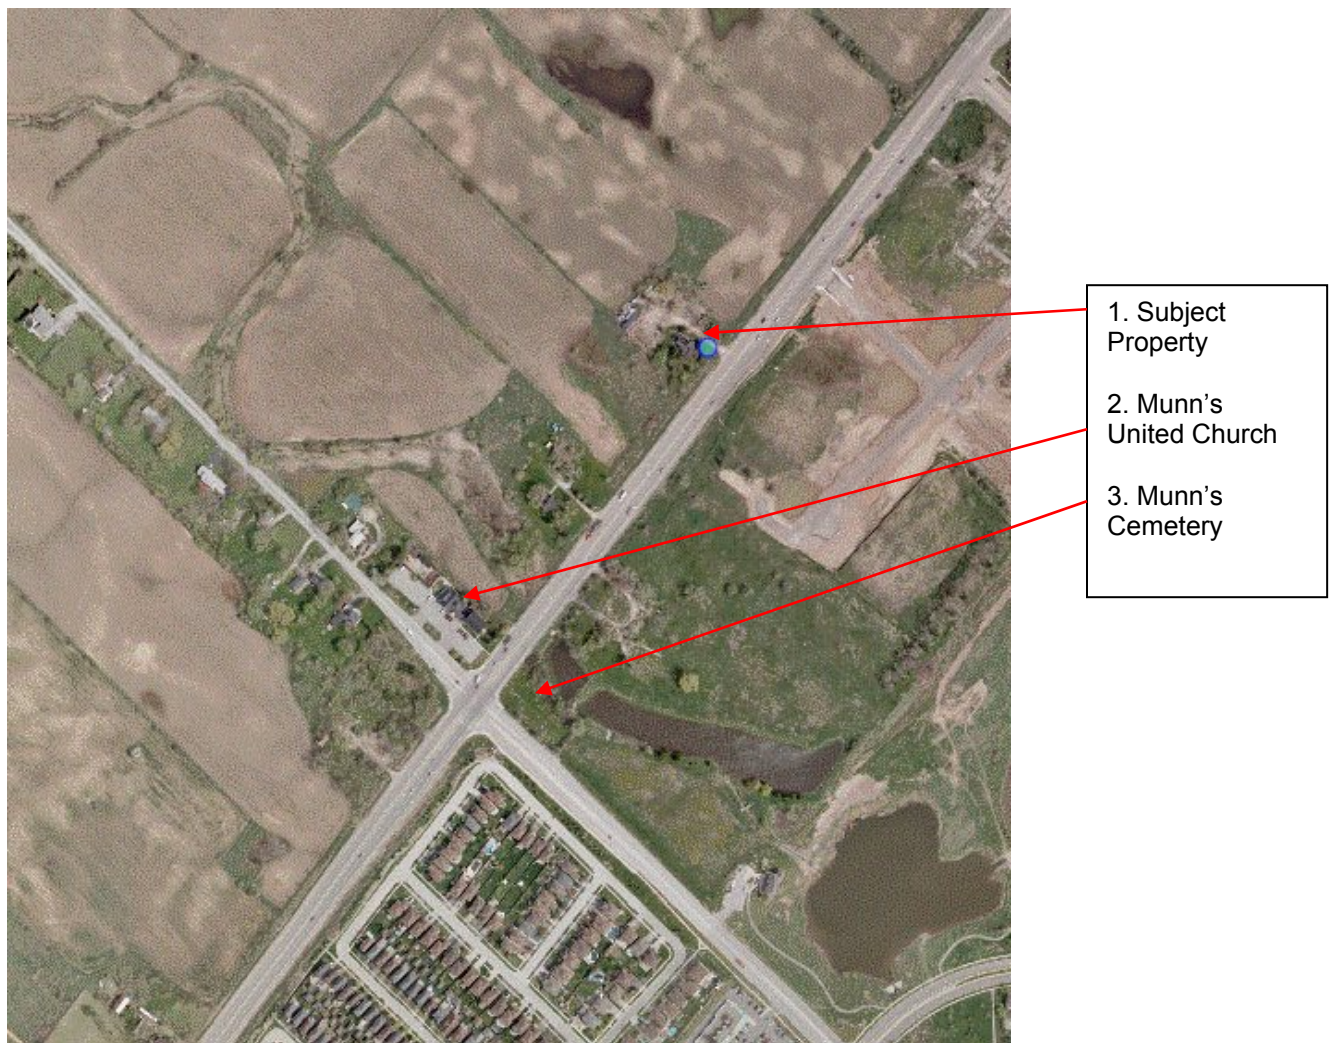 1. Subject
Property
2. Munn's
United Church
3. Munn's
Cemetery